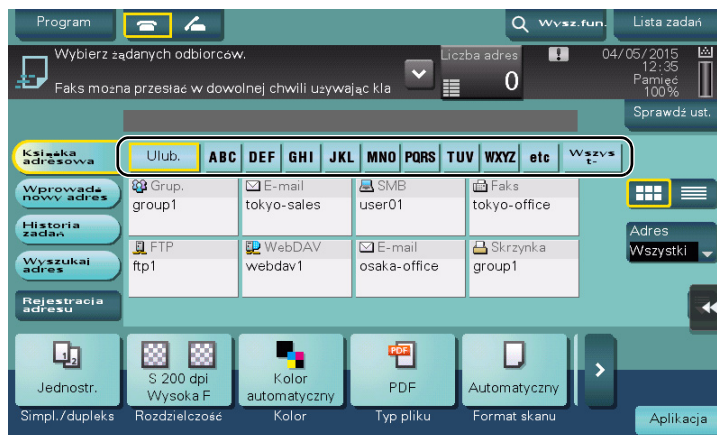 Program
Wysz.fun.
Lista zadań
Wybierz żądanych odbiorców.
Faks można przesłać w dowolnej chwili używając kla
Liczba adres
0
04/05/2015
12:35
Pamięć
100%
Sprawdź ust.
Książka
adresowa
Ulub.
ABC
DEF
GHI
JKL
MNO
PQRS
TUV
WXYZ
etc
Wszys
t-
Wprowadź
nowy adres
Historia
zadań
Wyszukaj
adres
Rejestracja
adresu
Grup.
group1
E-mail
tokyo-sales
SMB
user01
Faks
tokyo-office
FTP
ftp1
WebDAV
webdav1
E-mail
osaka-office
Skrzynka
group1
Adres
Wszystki
Jednostr.
S 200 dpi
Wysoka F
Kolor
automatyczny
PDF
PDF
Automatyczny
Simpl./dupleks
Rozdzielczość
Kolor
Typ pliku
Format skanu
Aplikacja